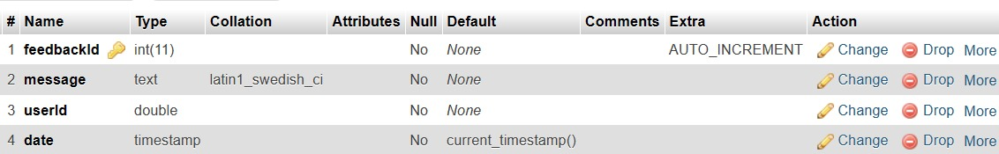 # Name Type Collation Attributes Null Default Comments Extra Action
1 feedbackId int(11) No None AUTO_INCREMENT Change Drop More
2 message text latin1_swedish_ci No None Change Drop More
3 userId double No None Change Drop More
4 date timestamp No current_timestamp() Change Drop More